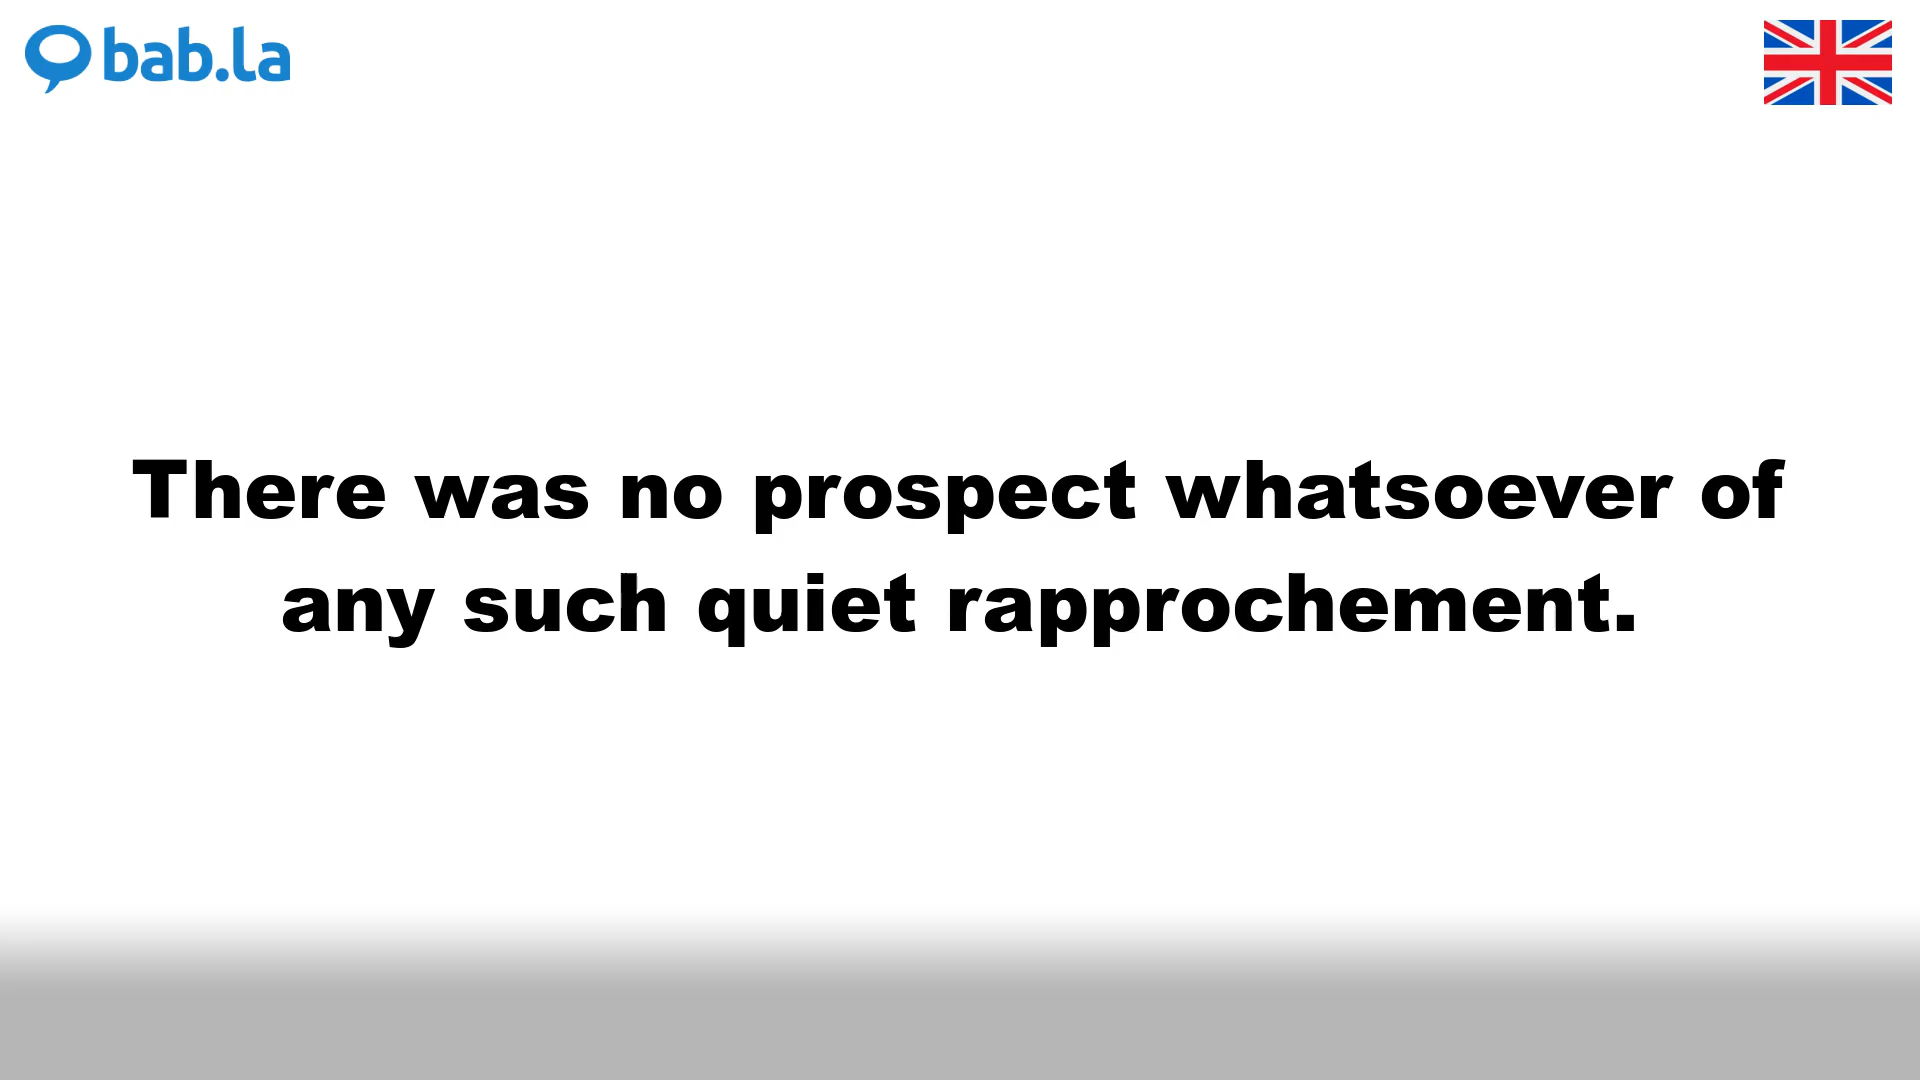 bab.la
There was no prospect whatsoever of
any such quiet rapprochement.